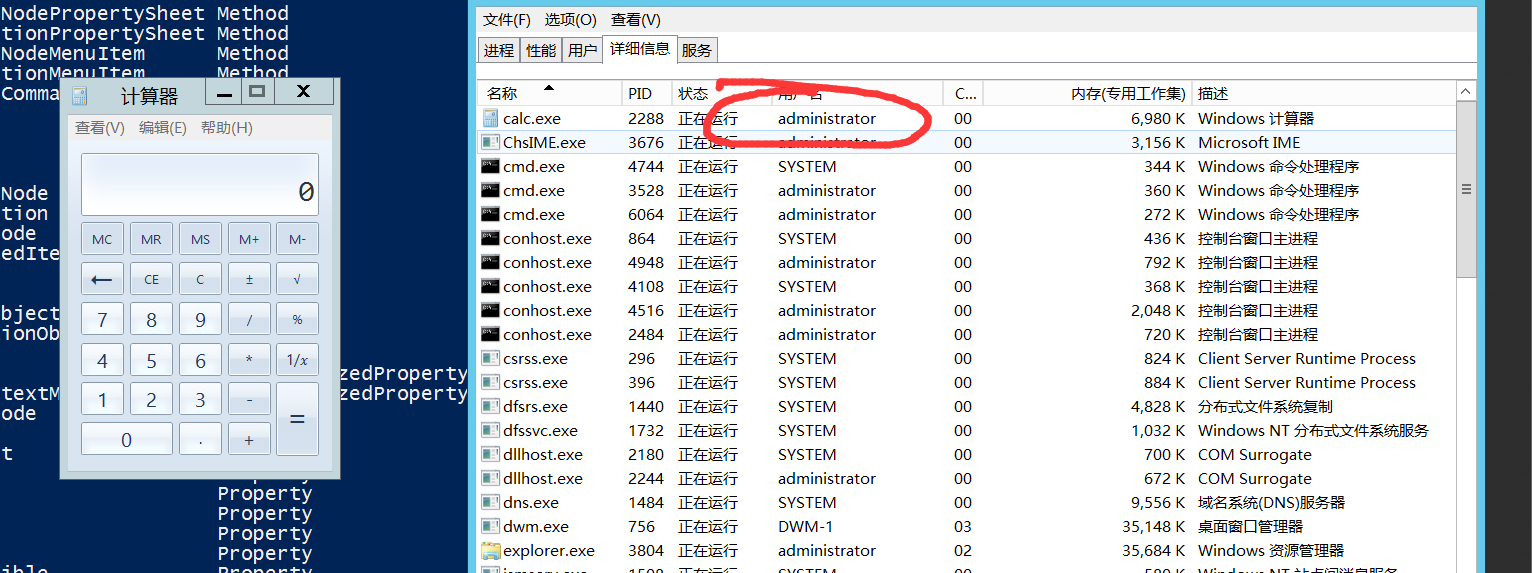 NodePropertySheet Method
tionPropertySheet Method
NodeMenuItem Method
tionMenuItem Method
Comma
Node
tion
ode
edIte
bject
ionOb
zedProperty
textM zedProperty
ode
t
Property
Property
Property
Property
ible Property
计算器
查看(V) 编辑(E) 帮助(H)
0
MC MR MS M+ M-
← CE C ± √
7 8 9 / %
4 5 6 * 1/x
1 2 3 - =
0 . +
文件(F) 选项(O) 查看(V)
进程 性能 用户 详细信息 服务
名称 PID 状态 用户名 C... 内存(专用工作集) 描述
calc.exe 2288 正在运行 administrator 00 6,980 K Windows 计算器
ChsIME.exe 3676 正在运行 administrator 00 3,156 K Microsoft IME
cmd.exe 4744 正在运行 SYSTEM 00 344 K Windows 命令处理程序
cmd.exe 3528 正在运行 administrator 00 360 K Windows 命令处理程序
cmd.exe 6064 正在运行 administrator 00 272 K Windows 命令处理程序
conhost.exe 864 正在运行 SYSTEM 00 436 K 控制台窗口主进程
conhost.exe 4948 正在运行 administrator 00 792 K 控制台窗口主进程
conhost.exe 4108 正在运行 SYSTEM 00 368 K 控制台窗口主进程
conhost.exe 4516 正在运行 administrator 00 2,048 K 控制台窗口主进程
conhost.exe 2484 正在运行 administrator 00 720 K 控制台窗口主进程
csrss.exe 296 正在运行 SYSTEM 00 824 K Client Server Runtime Process
csrss.exe 396 正在运行 SYSTEM 00 884 K Client Server Runtime Process
dfsrs.exe 1440 正在运行 SYSTEM 00 4,828 K 分布式文件系统复制
dfssvc.exe 1732 正在运行 SYSTEM 00 1,032 K Windows NT 分布式文件系统服务
dllhost.exe 2180 正在运行 SYSTEM 00 700 K COM Surrogate
dllhost.exe 2244 正在运行 administrator 00 672 K COM Surrogate
dns.exe 1484 正在运行 SYSTEM 00 9,556 K 域名系统(DNS)服务器
dwm.exe 756 正在运行 DWM-1 03 35,148 K 桌面窗口管理器
explorer.exe 3804 正在运行 administrator 02 35,684 K Windows 资源管理器